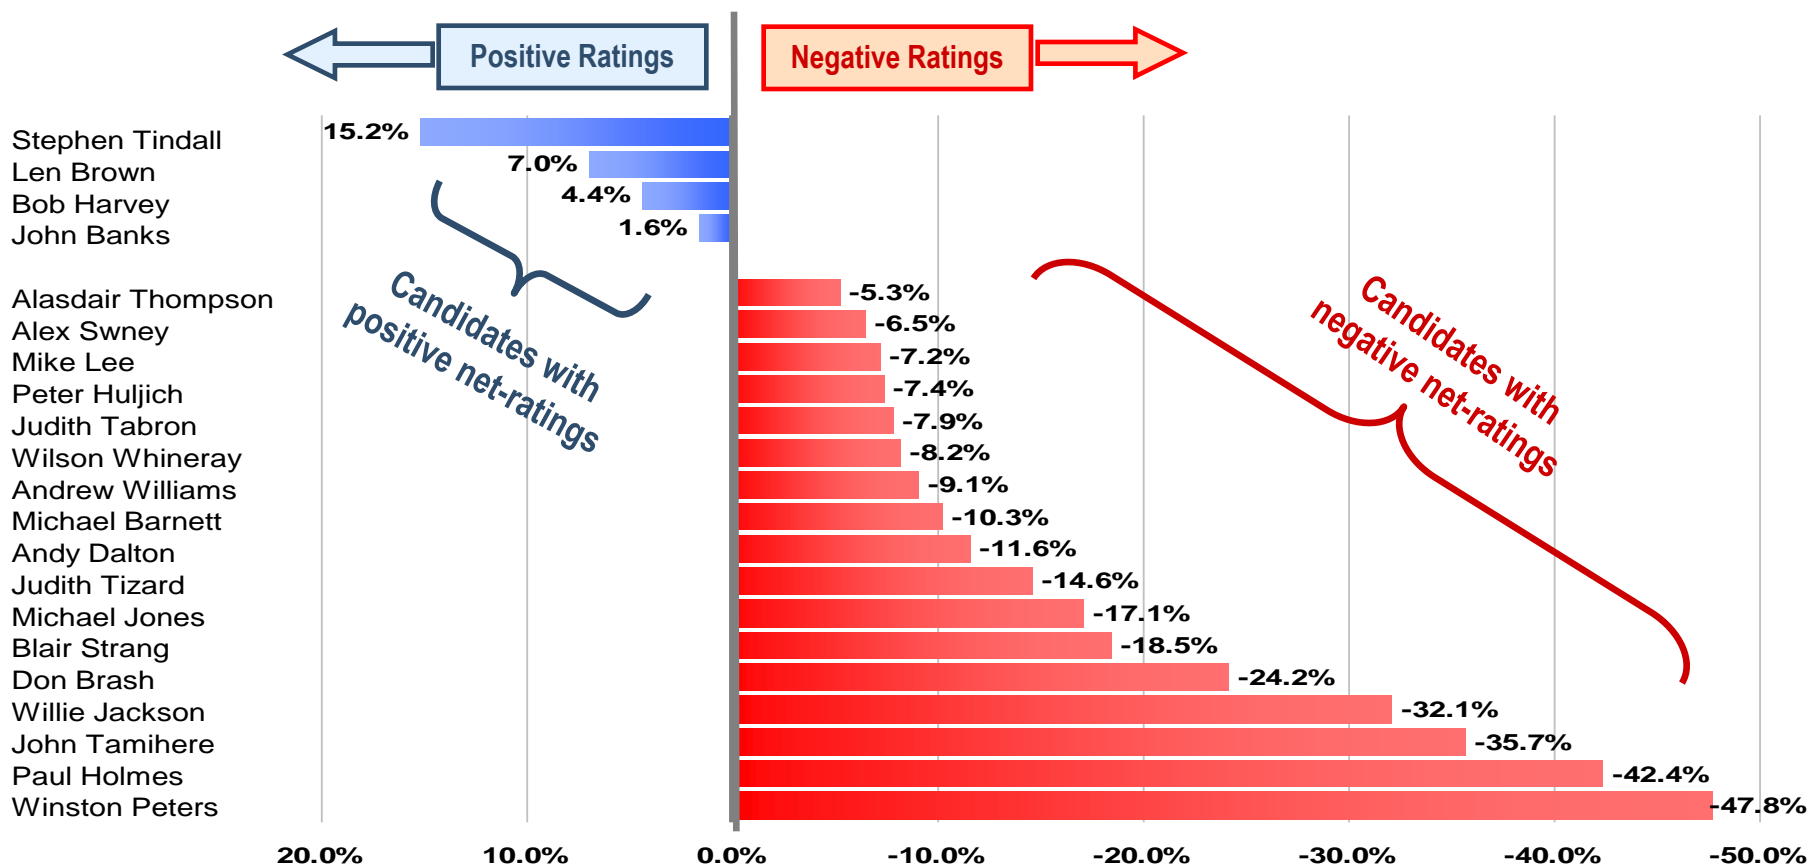 Positive Ratings
Negative Ratings
Stephen Tindall 15.2%
Len Brown 7.0%
Bob Harvey 4.4%
John Banks 1.6%
Candidates with
positive net-ratings
Candidates with
negative net-ratings
Alasdair Thompson -5.3%
Alex Swney -6.5%
Mike Lee -7.2%
Peter Huljich -7.4%
Judith Tabron -7.9%
Wilson Whineray -8.2%
Andrew Williams -9.1%
Michael Barnett -10.3%
Andy Dalton -11.6%
Judith Tizard -14.6%
Michael Jones -17.1%
Blair Strang -18.5%
Don Brash -24.2%
Willie Jackson -32.1%
John Tamihere -35.7%
Paul Holmes -42.4%
Winston Peters -47.8%
20.0% 10.0% 0.0% -10.0% -20.0% -30.0% -40.0% -50.0%